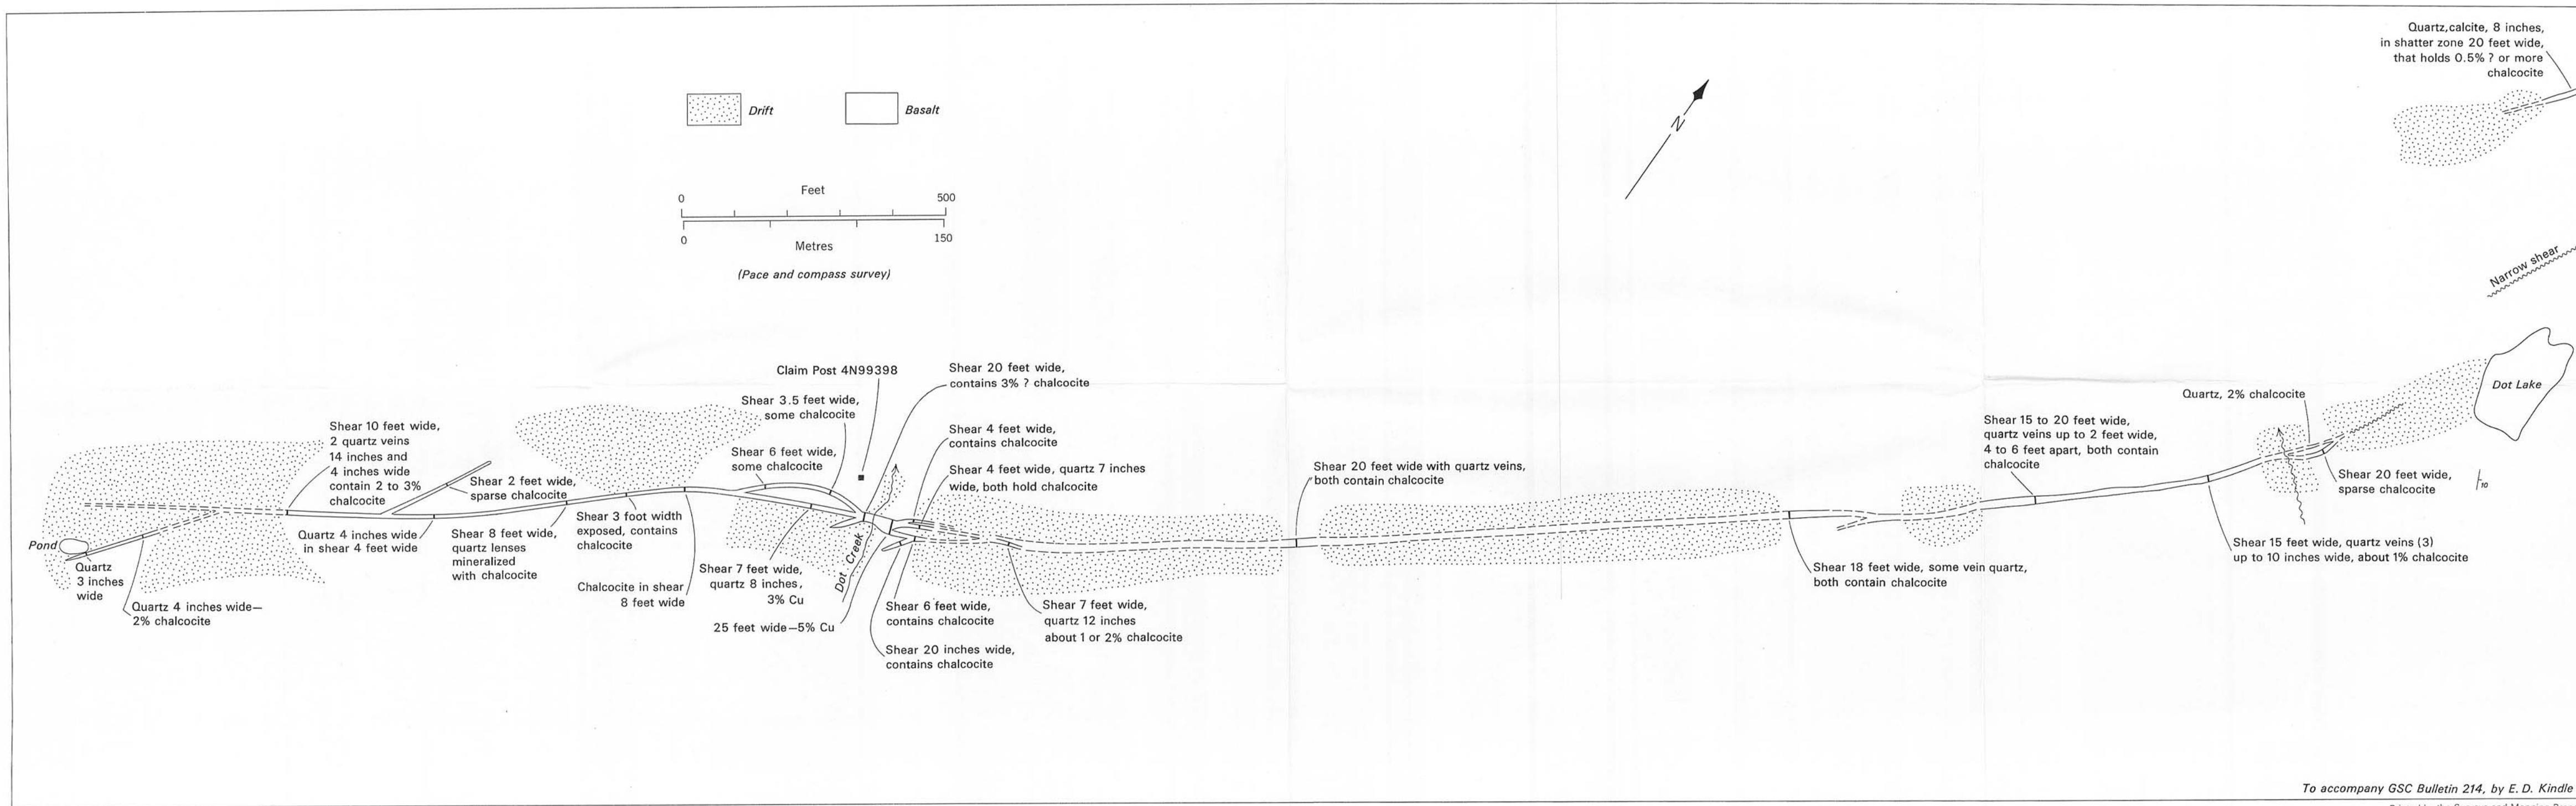 Quartz, calcite, 8 inches,
in shatter zone 20 feet wide,
that holds 0.5% ? or more
chalcocite
Drift
Basalt
N
Feet
0
500
0
150
Metres
(Pace and compass survey)
Narrow shear
Dot Lake
Claim Post 4N99398
Shear 20 feet wide,
contains 3% ? chalcocite
Shear 3.5 feet wide,
some chalcocite
Shear 10 feet wide,
2 quartz veins
14 inches and
4 inches wide
contain 2 to 3%
chalcocite
Shear 6 feet wide,
some chalcocite
Shear 4 feet wide,
contains chalcocite
Shear 4 feet wide, quartz 7 inches
wide, both hold chalcocite
Shear 2 feet wide,
sparse chalcocite
Shear 20 feet wide with quartz veins,
both contain chalcocite
Quartz, 2% chalcocite
Shear 15 to 20 feet wide,
quartz veins up to 2 feet wide,
4 to 6 feet apart, both contain
chalcocite
Shear 20 feet wide,
sparse chalcocite
10
Pond
Quartz
3 inches
wide
Quartz 4 inches wide—
2% chalcocite
Quartz 4 inches wide
in shear 4 feet wide
Shear 8 feet wide,
quartz lenses
mineralized
with chalcocite
Shear 3 foot width
exposed, contains
chalcocite
Chalcocite in shear
8 feet wide
Shear 7 feet wide,
quartz 8 inches,
3% Cu
25 feet wide—5% Cu
Dot Creek
Shear 6 feet wide,
contains chalcocite
Shear 20 inches wide,
contains chalcocite
Shear 7 feet wide,
quartz 12 inches
about 1 or 2% chalcocite
Shear 18 feet wide, some vein quartz,
both contain chalcocite
Shear 15 feet wide, quartz veins (3)
up to 10 inches wide, about 1% chalcocite
To accompany GSC Bulletin 214, by E. D. Kindle